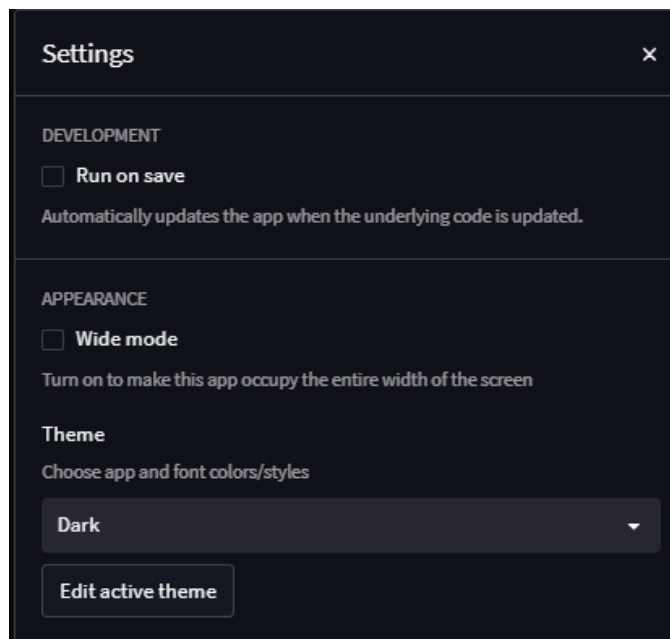 Settings
DEVELOPMENT
Run on save
Automatically updates the app when the underlying code is updated.
APPEARANCE
Wide mode
Turn on to make this app occupy the entire width of the screen
Theme
Choose app and font colors/styles
Dark
Edit active theme